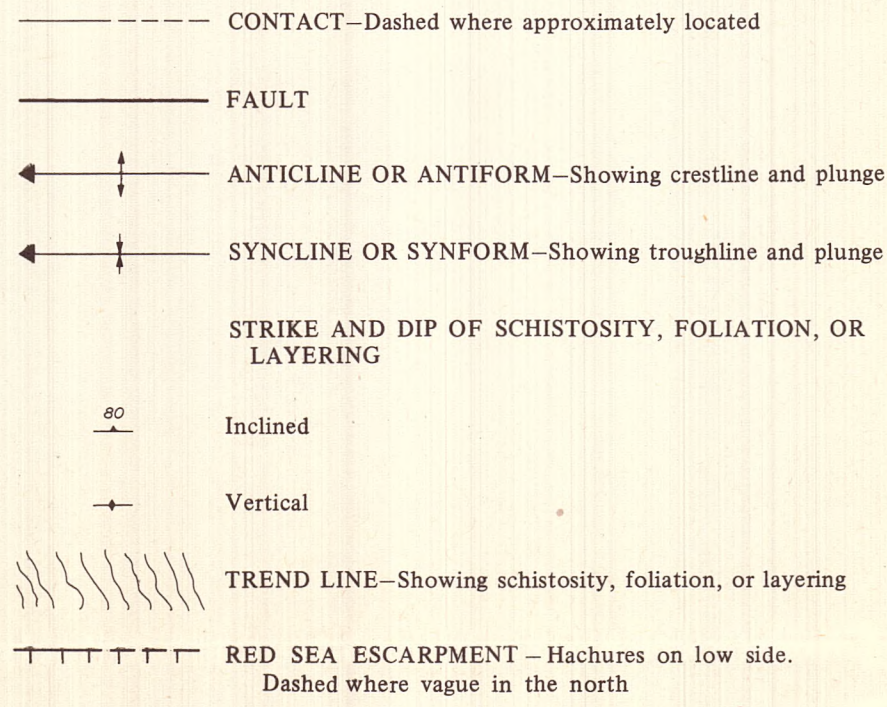 CONTACT—Dashed where approximately located
FAULT
ANTICLINE OR ANTIFORM—Showing crestline and plunge
SYNCLINE OR SYNFORM—Showing troughline and plunge
STRIKE AND DIP OF SCHISTOSITY, FOLIATION, OR
LAYERING
80
Inclined
Vertical
TREND LINE—Showing schistosity, foliation, or layering
RED SEA ESCARPMENT — Hachures on low side.
Dashed where vague in the north